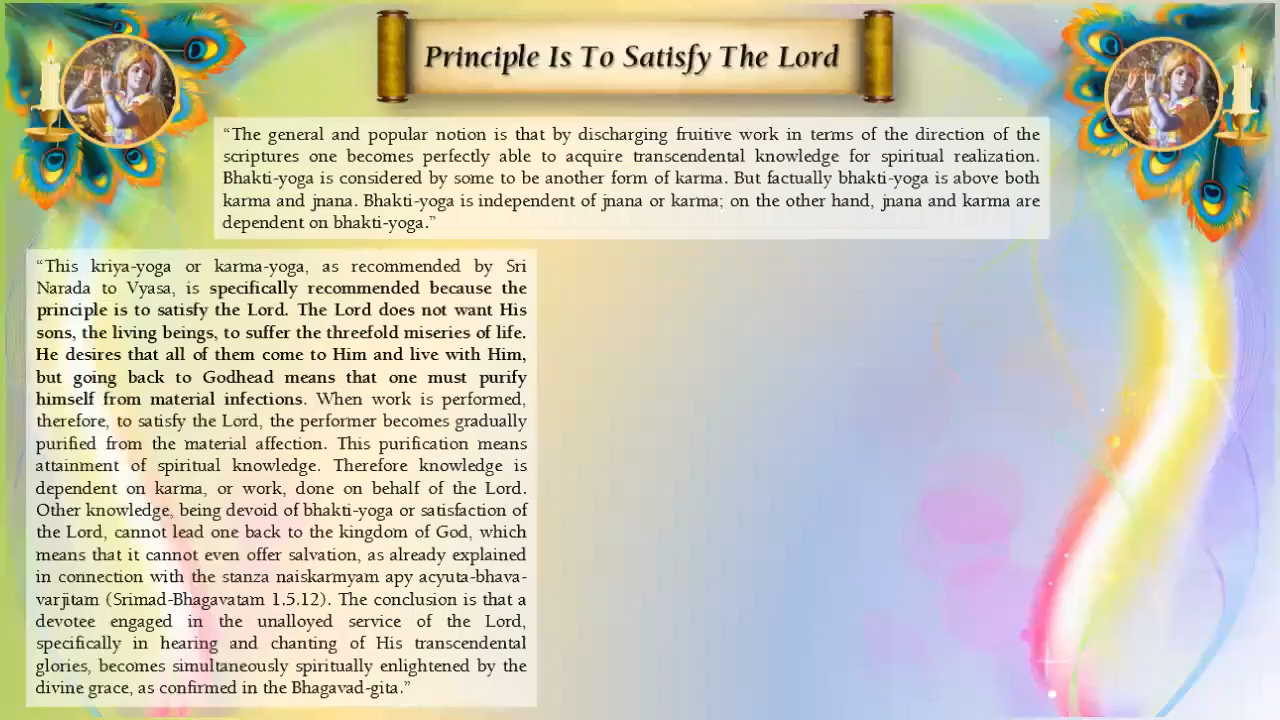 Principle Is To Satisfy The Lord
“The general and popular notion is that by discharging fruitive work in terms of the direction of the
scriptures one becomes perfectly able to acquire transcendental knowledge for spiritual realization.
Bhakti-yoga is considered by some to be another form of karma. But factually bhakti-yoga is above both
karma and jnana. Bhakti-yoga is independent of jnana or karma; on the other hand, jnana and karma are
dependent on bhakti-yoga.”
“This kriya-yoga or karma-yoga, as recommended by Sri
Narada to Vyasa, is specifically recommended because the
principle is to satisfy the Lord. The Lord does not want His
sons, the living beings, to suffer the threefold miseries of life.
He desires that all of them come to Him and live with Him,
but going back to Godhead means that one must purify
himself from material infections. When work is performed,
therefore, to satisfy the Lord, the performer becomes gradually
purified from the material affection. This purification means
attainment of spiritual knowledge. Therefore knowledge is
dependent on karma, or work, done on behalf of the Lord.
Other knowledge, being devoid of bhakti-yoga or satisfaction of
the Lord, cannot lead one back to the kingdom of God, which
means that it cannot even offer salvation, as already explained
in connection with the stanza naiskarmyam apy acyuta-bhava-
varjitam (Srimad-Bhagavatam 1.5.12). The conclusion is that a
devotee engaged in the unalloyed service of the Lord,
specifically in hearing and chanting of His transcendental
glories, becomes simultaneously spiritually enlightened by the
divine grace, as confirmed in the Bhagavad-gita.”